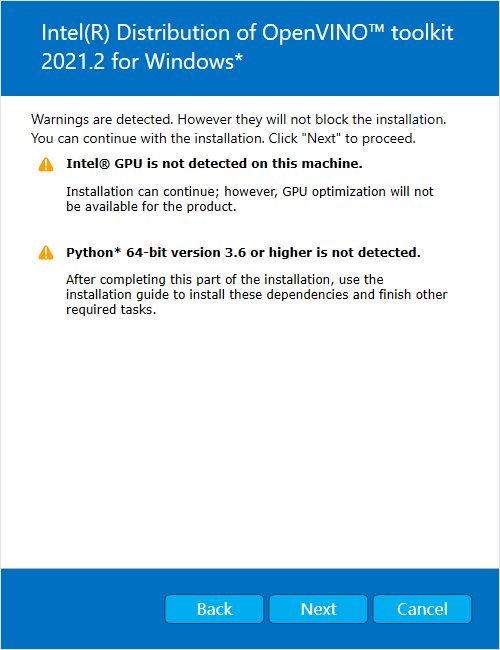 Intel(R) Distribution of OpenVINO™ toolkit
2021.2 for Windows*
Warnings are detected. However they will not block the installation.
You can continue with the installation. Click "Next" to proceed.
Intel® GPU is not detected on this machine.
Installation can continue; however, GPU optimization will not
be available for the product.
Python* 64-bit version 3.6 or higher is not detected.
After completing this part of the installation, use the
installation guide to install these dependencies and finish other
required tasks.
Back
Next
Cancel